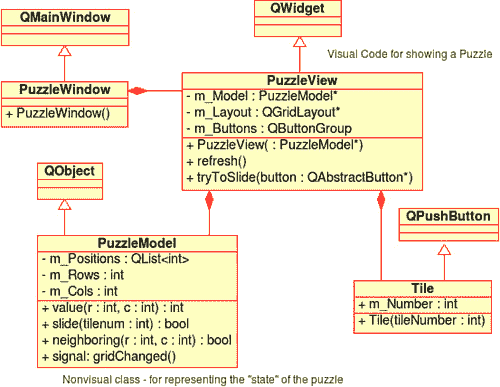 QMainWindow
QWidget
Visual Code for showing a Puzzle
PuzzleWindow
+ PuzzleWindow()
PuzzleView
- m_Model : PuzzleModel*
- m_Layout : QGridLayout*
- m_Buttons : QButtonGroup
+ PuzzleView( : PuzzleModel*)
+ refresh()
+ tryToSlide(button : QAbstractButton*)
QObject
QPushButton
PuzzleModel
- m_Positions : QList<int>
- m_Rows : int
- m_Cols : int
+ value(r : int, c : int) : int
+ slide(tilenum : int) : bool
+ neighboring(r : int, c : int) : bool
+ signal: gridChanged()
Tile
+ m_Number : int
+ Tile(tileNumber : int)
Nonvisual class - for representing the "state" of the puzzle